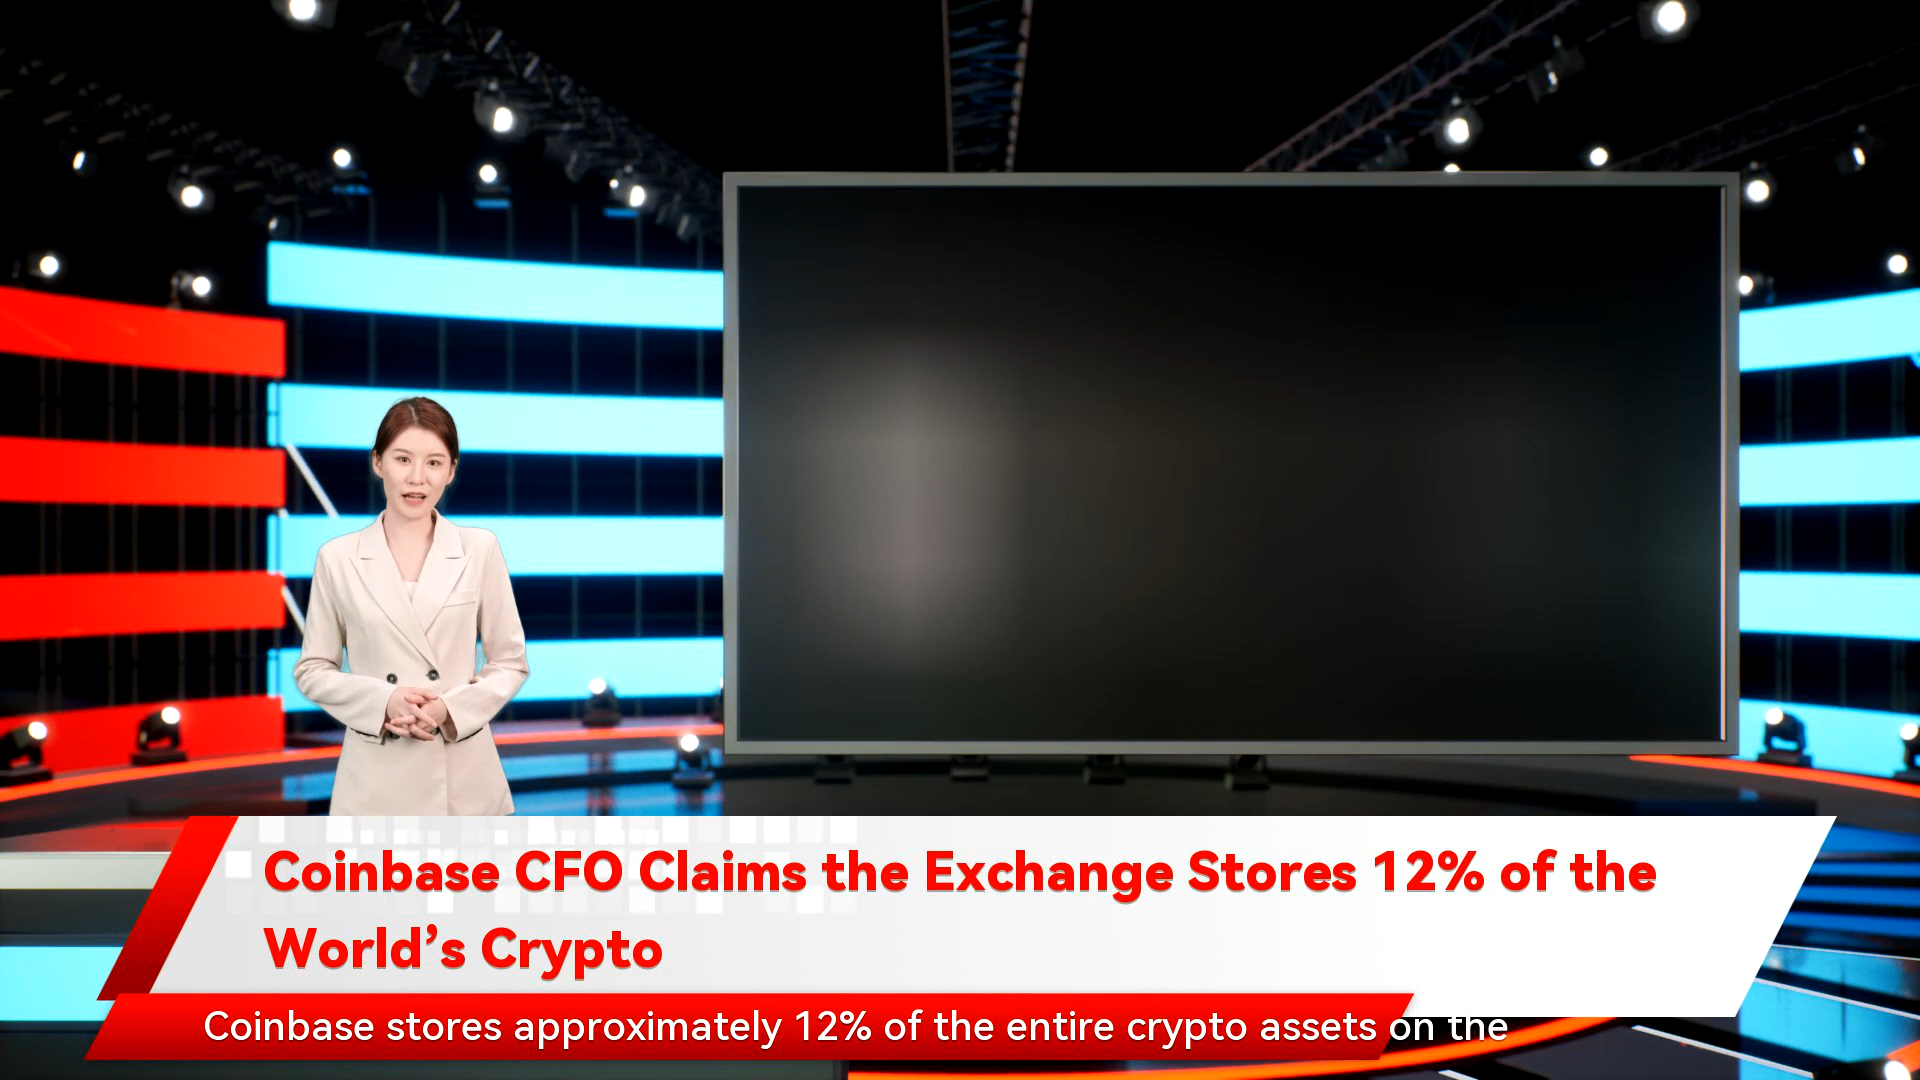 Coinbase CFO Claims the Exchange Stores 12% of the
World’s Crypto
Coinbase stores approximately 12% of the entire crypto assets on the